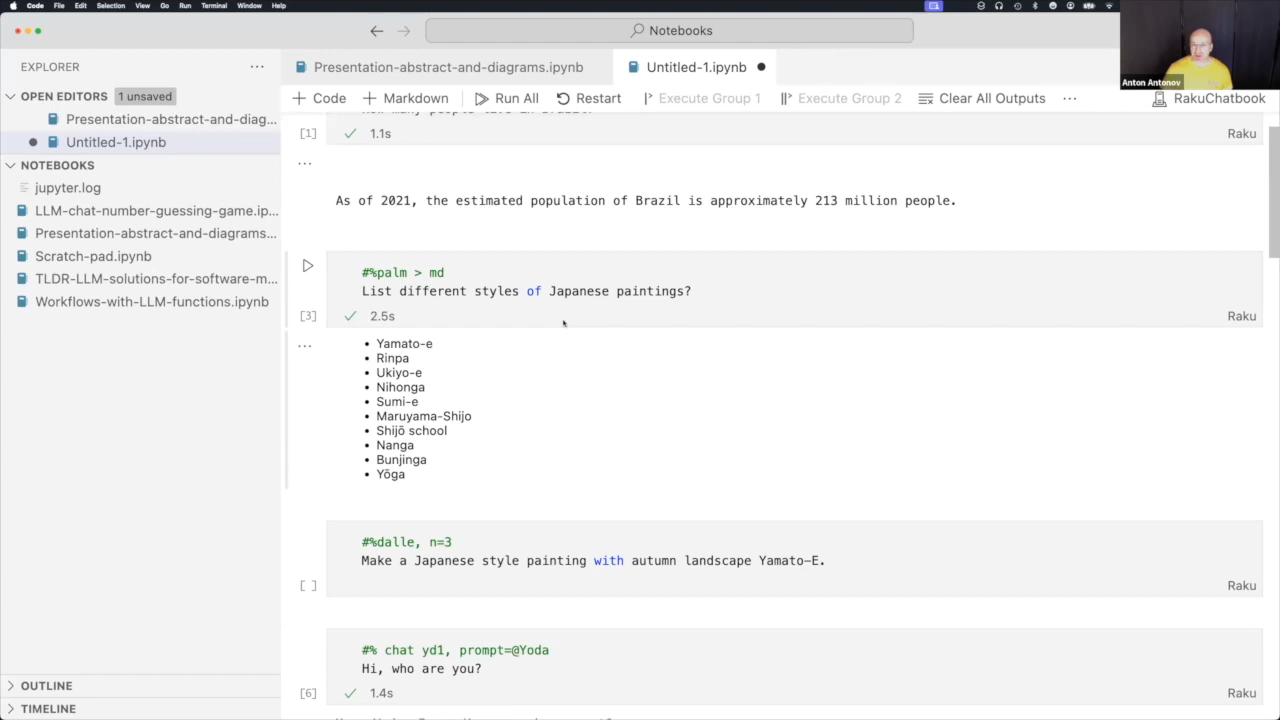 Code File Edit Selection View Go Run Terminal Window Help
Notebooks
Anton Antonov
EXPLORER
Presentation-abstract-and-diagrams.ipynb
Untitled-1.ipynb
OPEN EDITORS 1 unsaved
Code Markdown Run All Restart Execute Group 1 Execute Group 2 Clear All Outputs ... RakuChatbook
Presentation-abstract-and-diag...
Untitled-1.ipynb
NOTEBOOKS
jupyter.log
LLM-chat-number-guessing-game.ip...
Presentation-abstract-and-diagrams...
Scratch-pad.ipynb
TLDR-LLM-solutions-for-software-m...
Workflows-with-LLM-functions.ipynb
OUTLINE
TIMELINE
[1] 1.1s Raku
...
As of 2021, the estimated population of Brazil is approximately 213 million people.
#%palm > md
List different styles of Japanese paintings?
[3] 2.5s Raku
...
• Yamato-e
• Rinpa
• Ukiyo-e
• Nihonga
• Sumi-e
• Maruyama-Shijo
• Shijō school
• Nanga
• Bunjinga
• Yōga
#%dalle, n=3
Make a Japanese style painting with autumn landscape Yamato-E.
[ ] Raku
#% chat yd1, prompt=@Yoda
Hi, who are you?
[6] 1.4s Raku